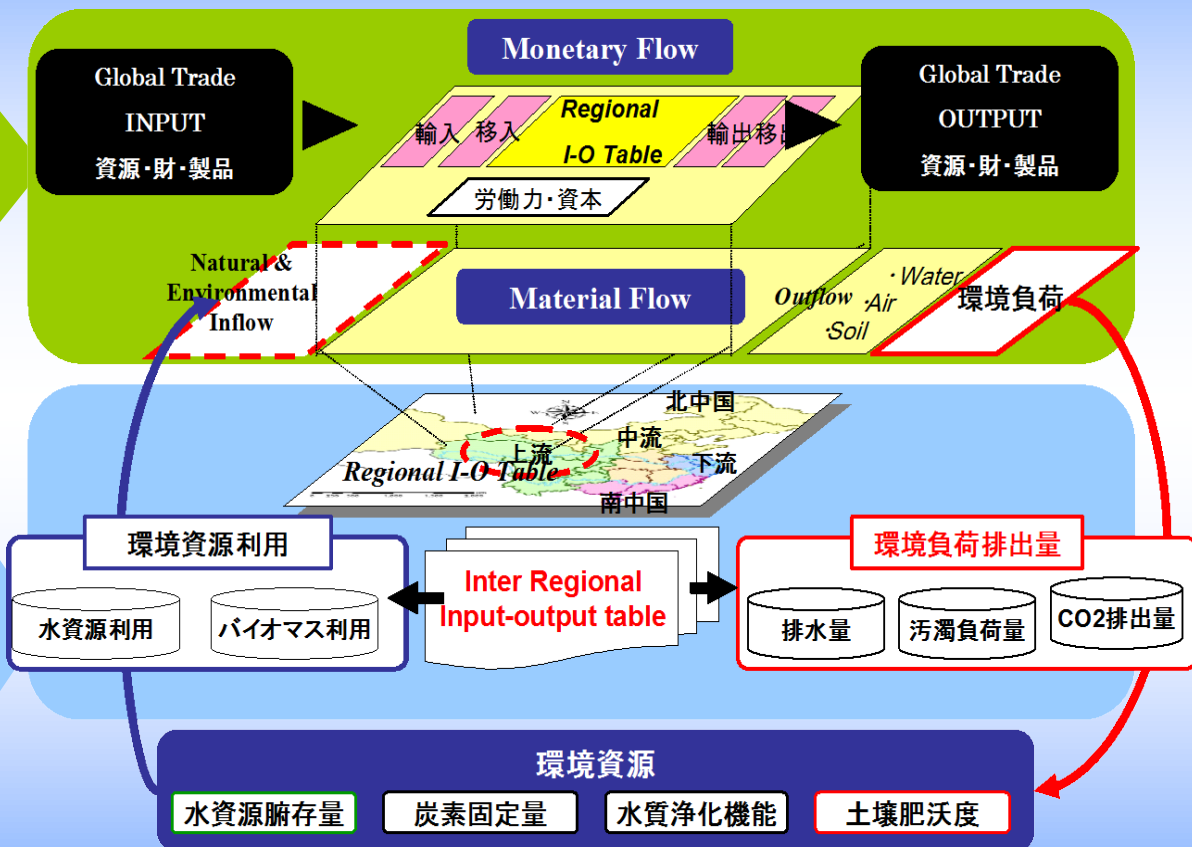 Monetary Flow
Global Trade
INPUT
資源・財・製品
輸入
移入
Regional
I-O Table
輸出
移出
労働力・資本
Global Trade
OUTPUT
資源・財・製品
Natural &
Environmental
Inflow
Material Flow
Outflow
・Water
・Air
・Soil
環境負荷
北中国
中流
上流
下流
Regional I-O Table
南中国
環境資源利用
水資源利用
バイオマス利用
Inter Regional
Input-output table
環境負荷排出量
排水量
汚濁負荷量
CO2排出量
環境資源
水資源腑存量
炭素固定量
水質浄化機能
土壌肥沃度